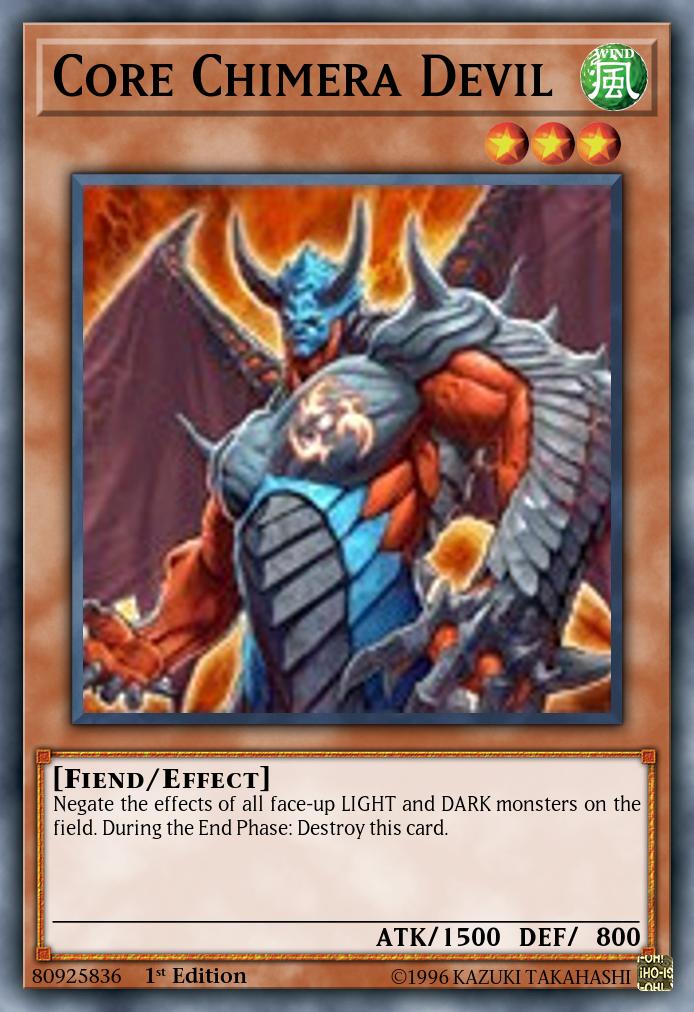 CORE CHIMERA DEVIL
WIND
風
[FIEND/EFFECT]
Negate the effects of all face-up LIGHT and DARK monsters on the
field. During the End Phase: Destroy this card.
ATK/1500 DEF/ 800
80925836 1st Edition ©1996 KAZUKI TAKAHASHI